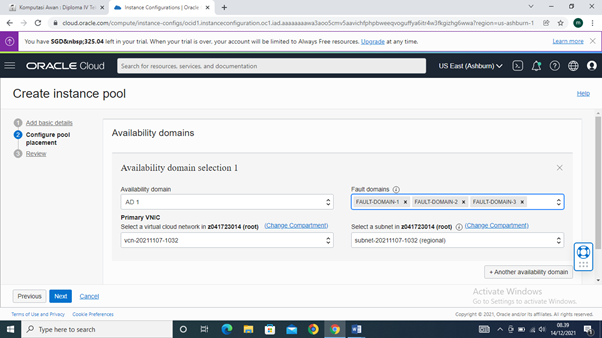 Komputasi Awan | Diploma IV Te
Instance Configurations | Oracle
cloud.oracle.com/compute/instance-configs/ocid1.instanceconfiguration.oc1.iad.
region=us-ashburn-1
You have SGD&nbsp;325.04 left in your trial. When your trial is over, your account will be limited to Always Free resources. Upgrade at any time.
Learn more
ORACLE Cloud
Search for resources, services, and documentation
US East (Ashburn)
Create instance pool
Help
1 Add basic details
2 Configure pool placement
3 Review
Availability domains
Availability domain selection 1
Availability domain
AD 1
Fault domains
FAULT-DOMAIN-1 × FAULT-DOMAIN-2 × FAULT-DOMAIN-3 ×
Primary VNIC
Select a virtual cloud network in z041723014 (root) (Change Compartment)
vcn-20211107-1032
Select a subnet in z041723014 (root) (Change Compartment)
subnet-20211107-1032 (regional)
+ Another availability domain
Previous Next Cancel
Activate Windows
Go to Settings to activate Windows.
Terms of Use and Privacy Cookie Preferences
Copyright © 2021, Oracle and/or its affiliates. All rights reserved.
Type here to search
08.39
14/12/2021